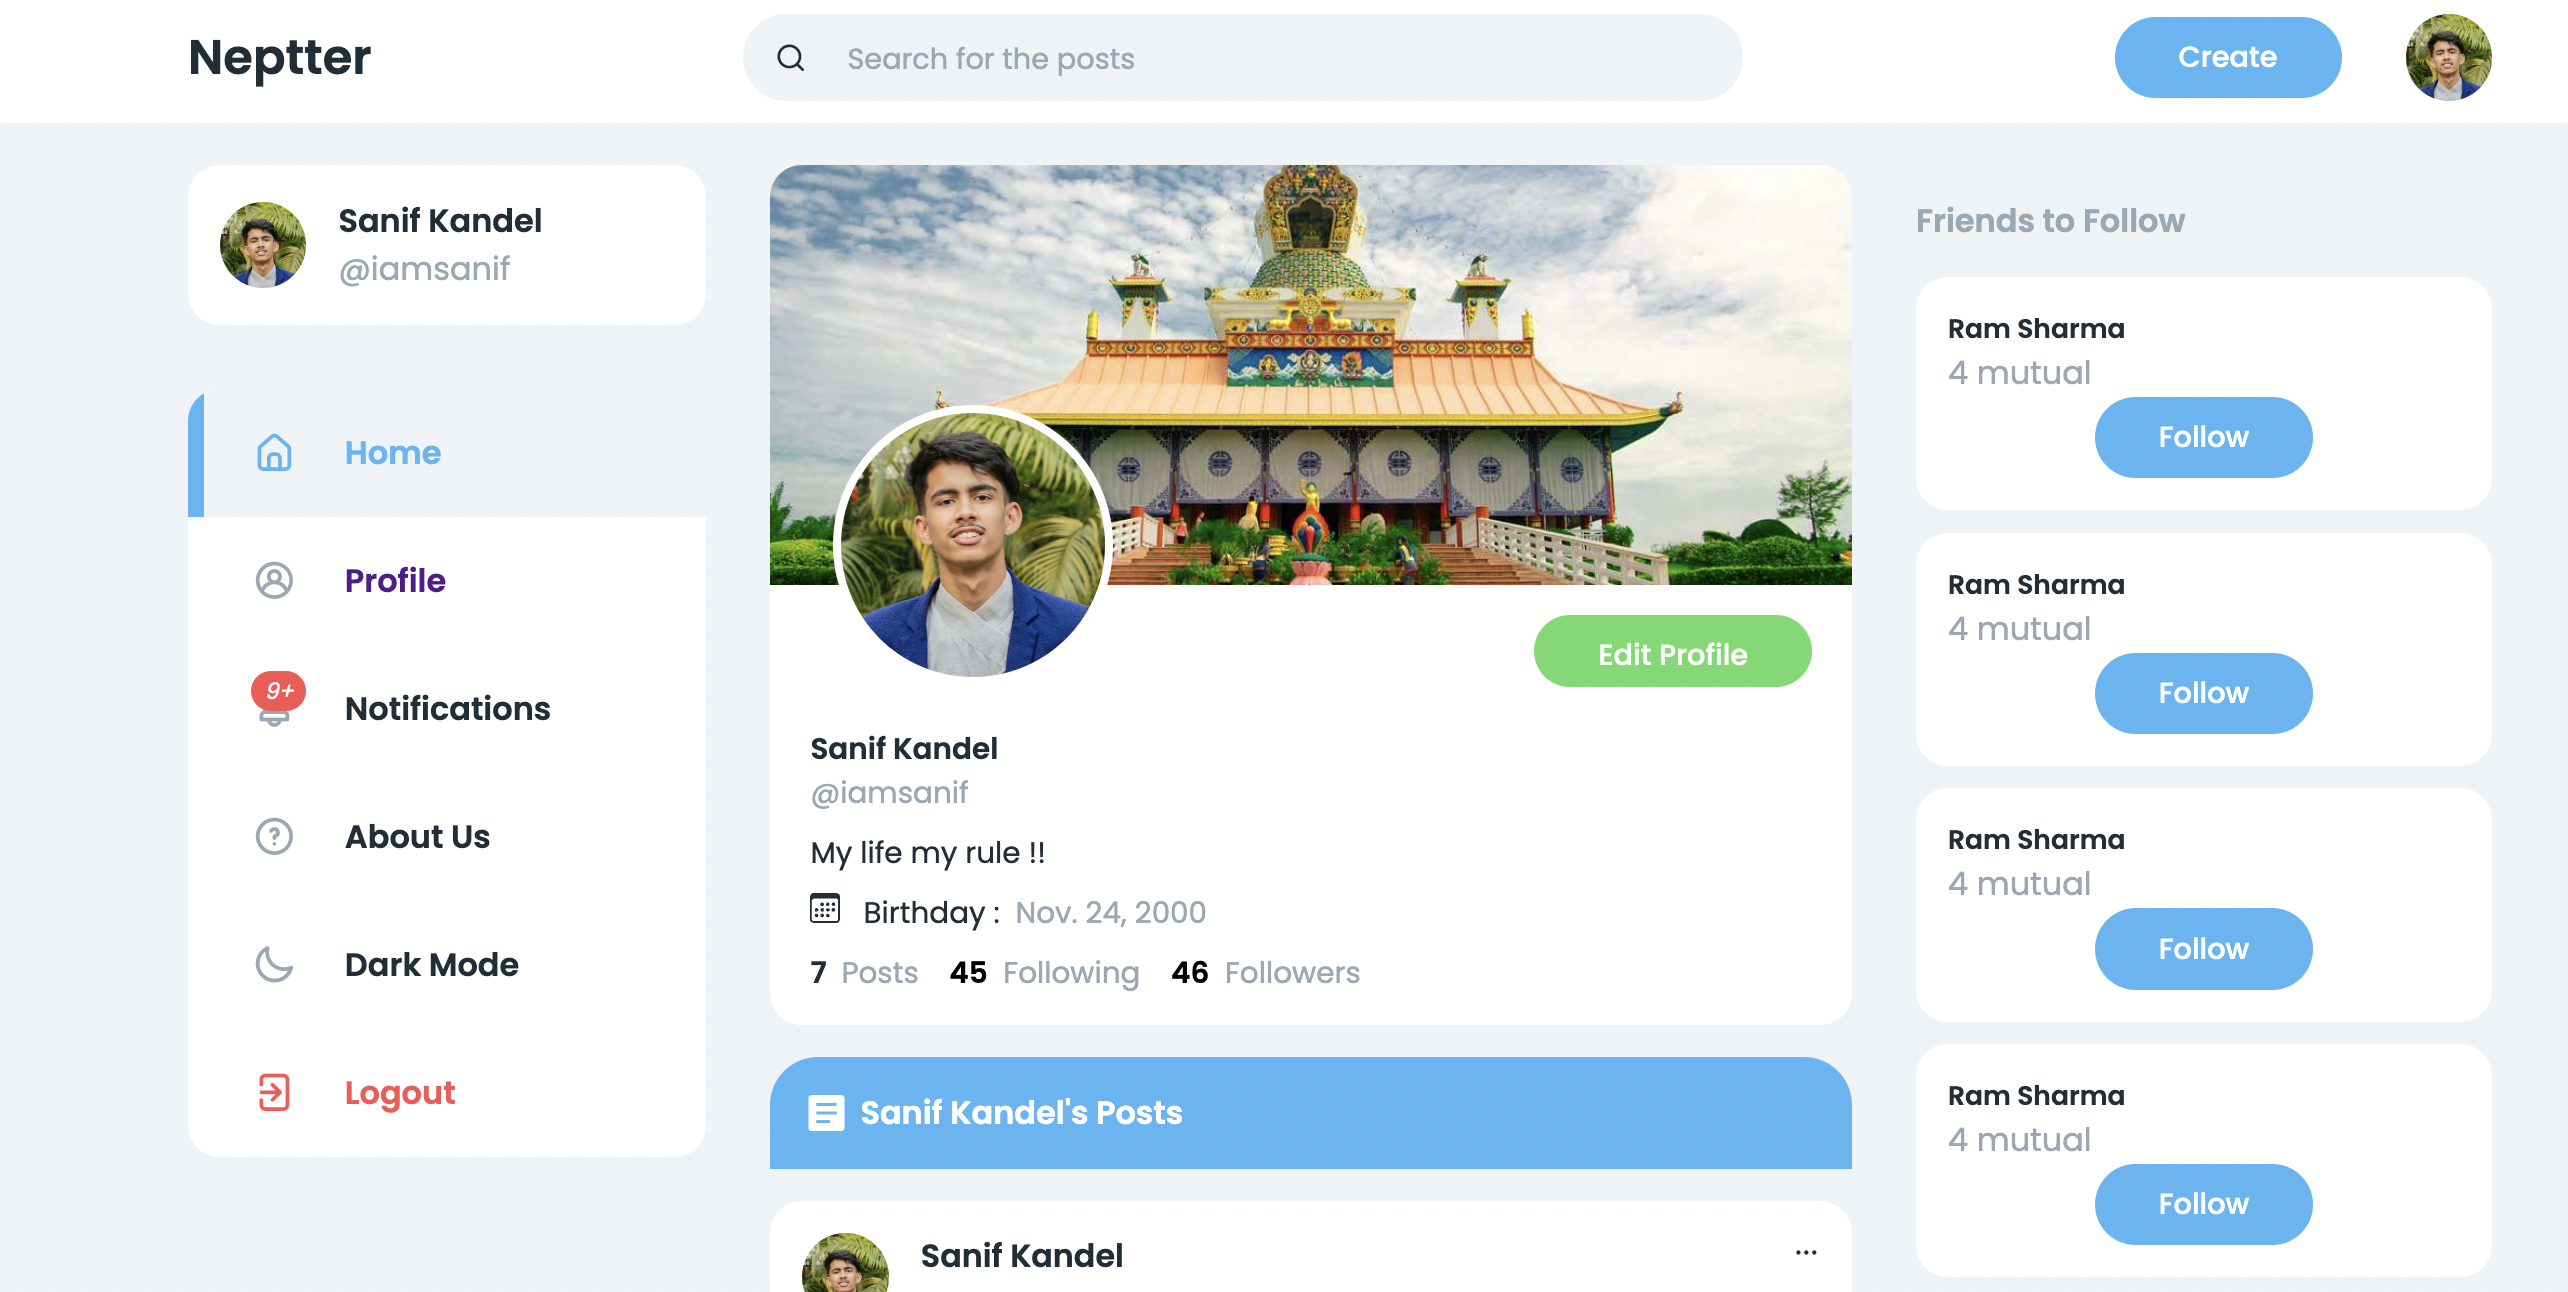 Neptter
Search for the posts
Create
Sanif Kandel
@iamsanif
Home
Profile
9+
Notifications
About Us
Dark Mode
Logout
Edit Profile
Sanif Kandel
@iamsanif
My life my rule !!
Birthday : Nov. 24, 2000
7 Posts 45 Following 46 Followers
Sanif Kandel's Posts
Sanif Kandel
...
Friends to Follow
Ram Sharma
4 mutual
Follow
Ram Sharma
4 mutual
Follow
Ram Sharma
4 mutual
Follow
Ram Sharma
4 mutual
Follow